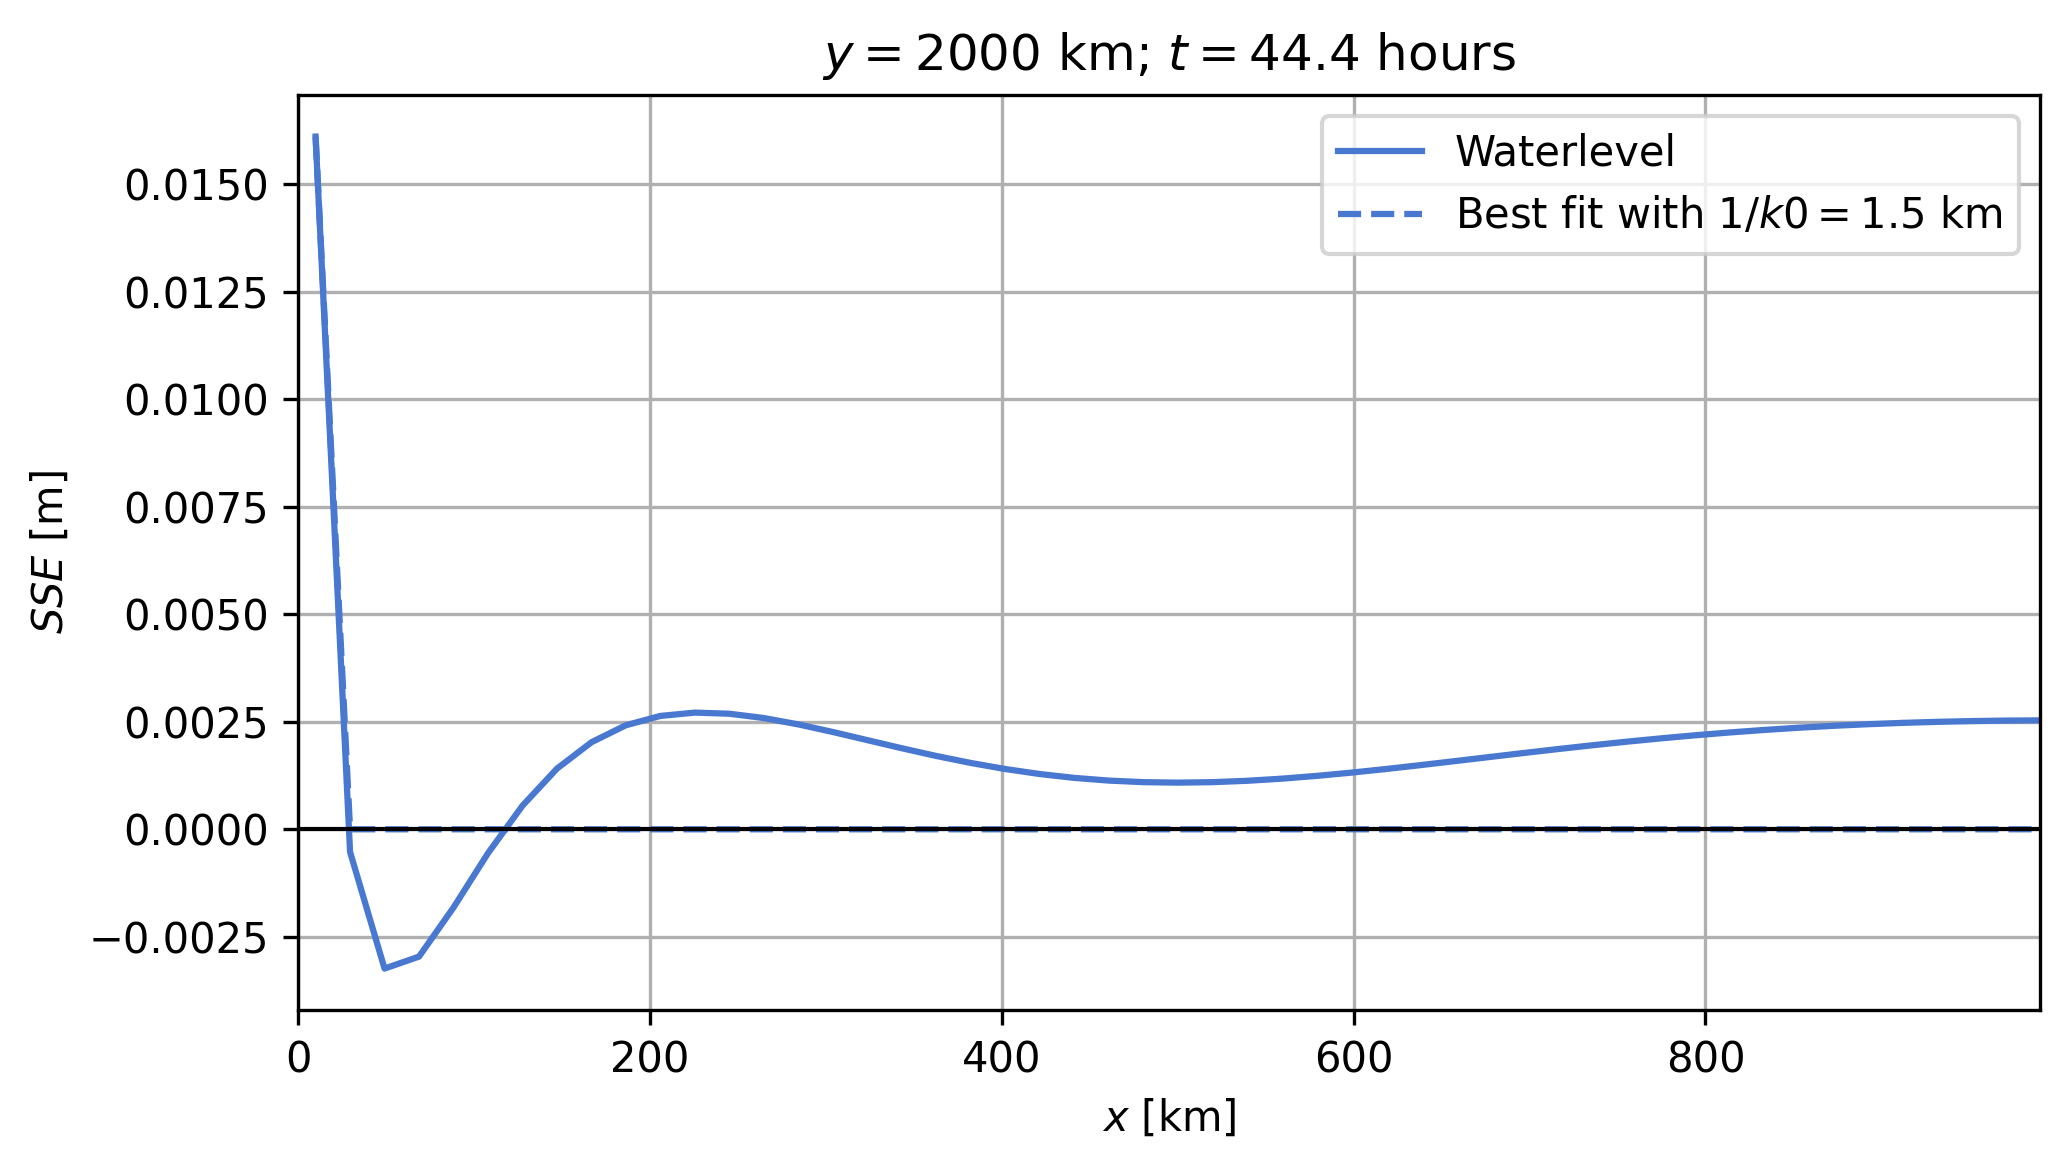 y = 2000 km; t = 44.4 hours
Waterlevel
Best fit with 1/k0 = 1.5 km
0.0150
0.0125
0.0100
0.0075
0.0050
0.0025
0.0000
−0.0025
SSE [m]
0 200 400 600 800
x [km]